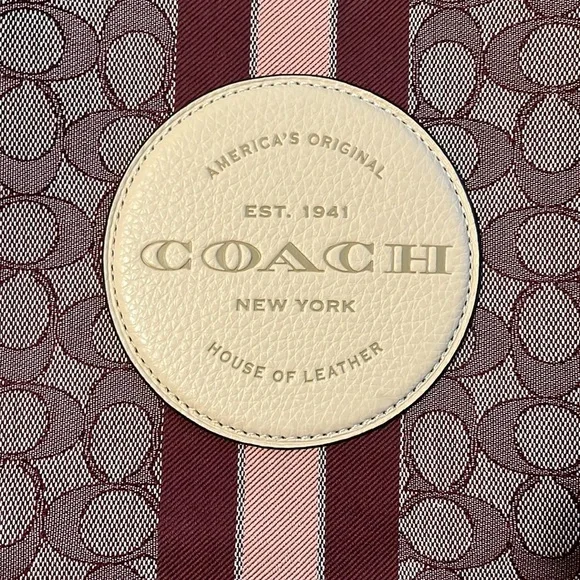 AMERICA'S ORIGINAL
EST. 1941
COACH
NEW YORK
HOUSE OF LEATHER